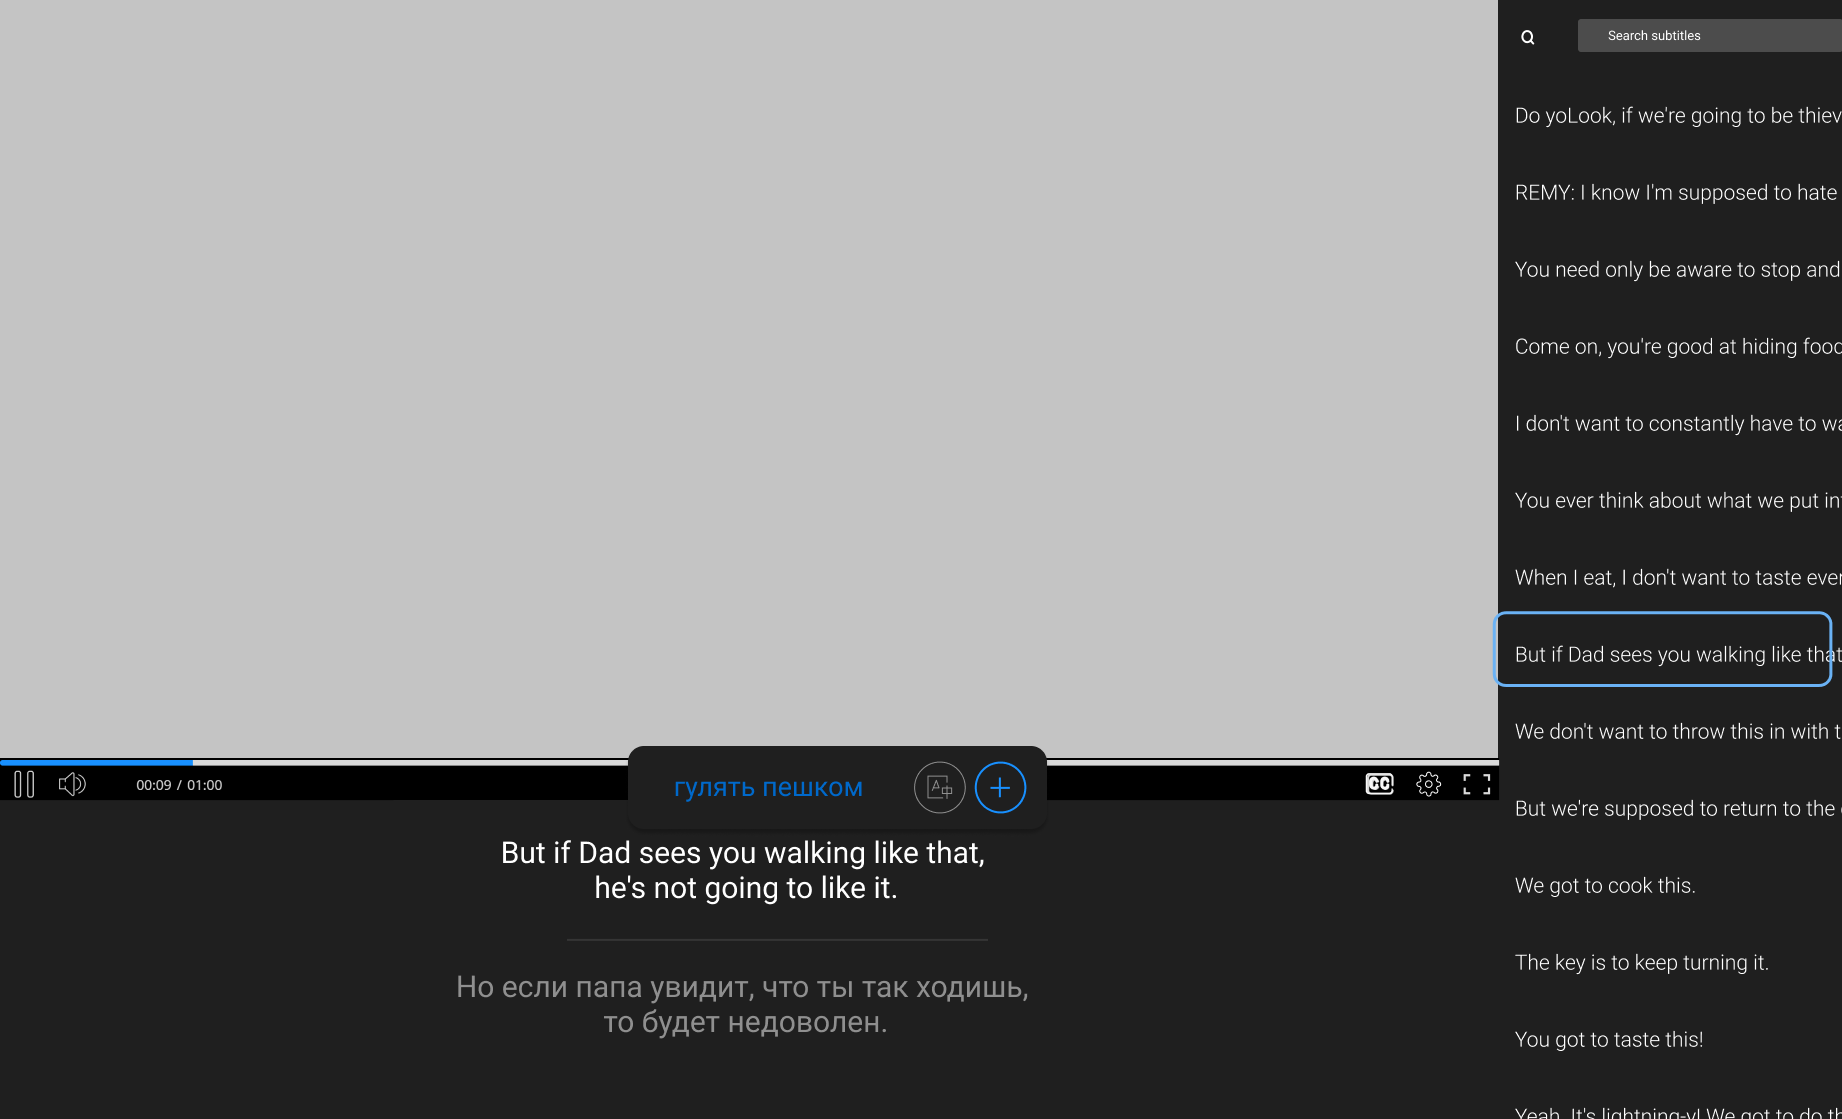 Search subtitles
Do yoLook, if we're going to be thiev
REMY: I know I'm supposed to hate
You need only be aware to stop and
Come on, you're good at hiding food
I don't want to constantly have to wa
You ever think about what we put in
When I eat, I don't want to taste ever
But if Dad sees you walking like that
We don't want to throw this in with t
But we're supposed to return to the
We got to cook this.
The key is to keep turning it.
You got to taste this!
Yeah. It's lightning-y! We got to do th
00:09 / 01:00
гулять пешком
CC
But if Dad sees you walking like that,
he's not going to like it.
Но если папа увидит, что ты так ходишь,
то будет недоволен.